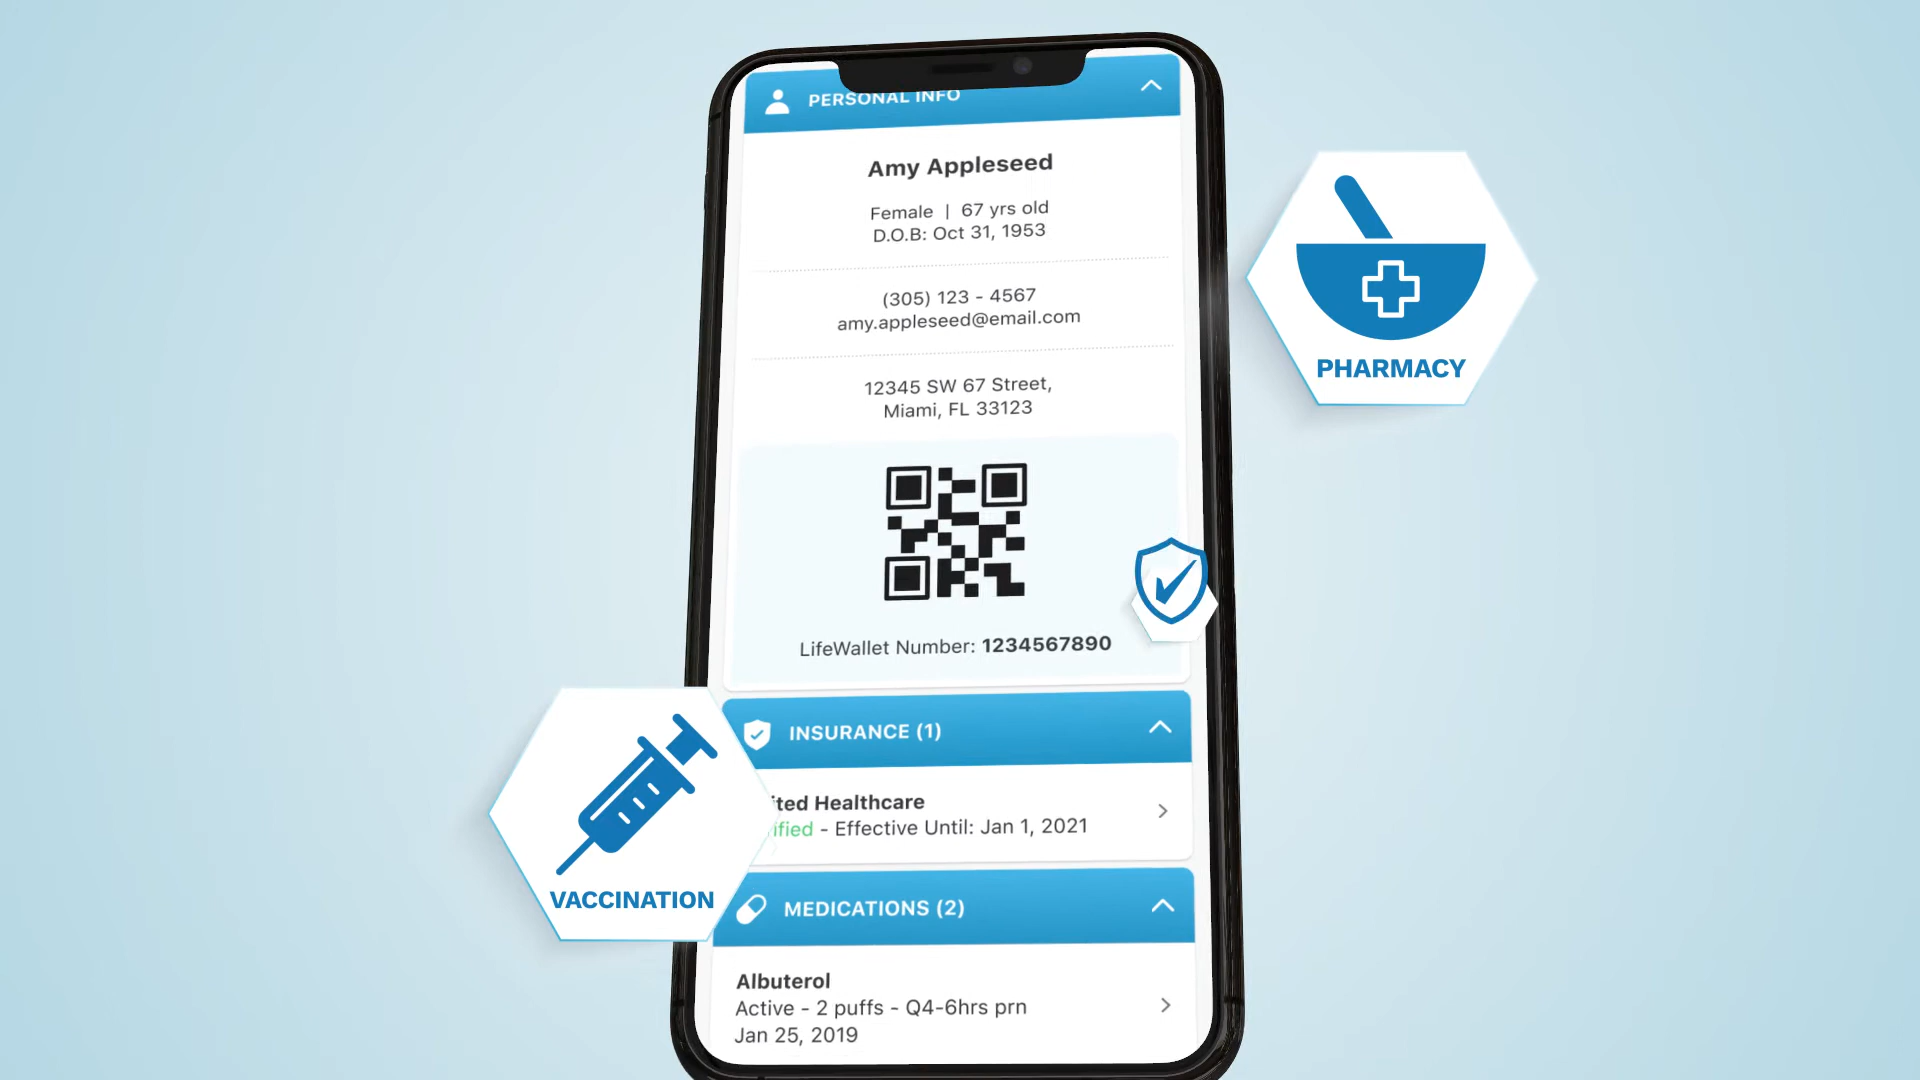 PERSONAL INFO
Amy Appleseed
Female | 67 yrs old
D.O.B: Oct 31, 1953
(305) 123 - 4567
amy.appleseed@email.com
12345 SW 67 Street,
Miami, FL 33123
LifeWallet Number: 1234567890
INSURANCE (1)
ited Healthcare
ified - Effective Until: Jan 1, 2021
MEDICATIONS (2)
Albuterol
Active - 2 puffs - Q4-6hrs prn
Jan 25, 2019
PHARMACY
VACCINATION